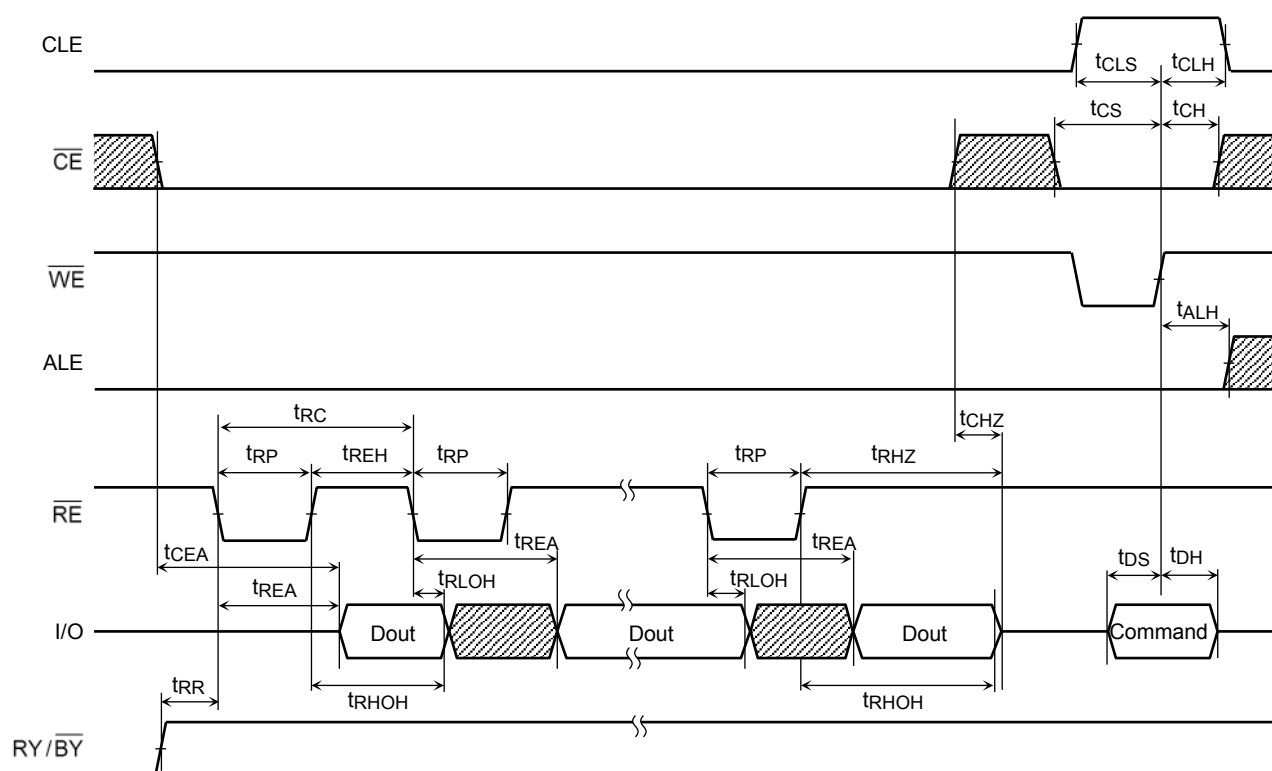 CLE
tCLS tCLH
tCS tCH
CE
WE
tALH
ALE
tRC
tCHZ
tRP tREH tRP tRP tRHZ
RE
tCEA tREA tREA tDS tDH
tREA tRLOH tRLOH
I/O Dout Dout Dout Command
tRR tRHOH tRHOH
RY/BY